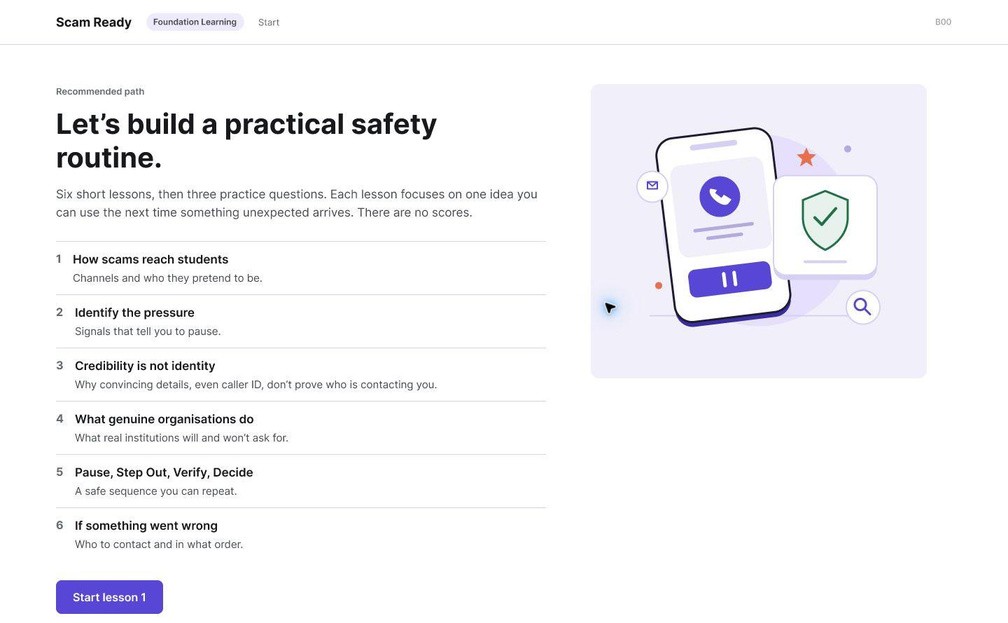 Scam Ready
Foundation Learning
Start
B00
Recommended path
Let’s build a practical safety
routine.
Six short lessons, then three practice questions. Each lesson focuses on one idea you
can use the next time something unexpected arrives. There are no scores.
1 How scams reach students
Channels and who they pretend to be.
2 Identify the pressure
Signals that tell you to pause.
3 Credibility is not identity
Why convincing details, even caller ID, don’t prove who is contacting you.
4 What genuine organisations do
What real institutions will and won’t ask for.
5 Pause, Step Out, Verify, Decide
A safe sequence you can repeat.
6 If something went wrong
Who to contact and in what order.
Start lesson 1